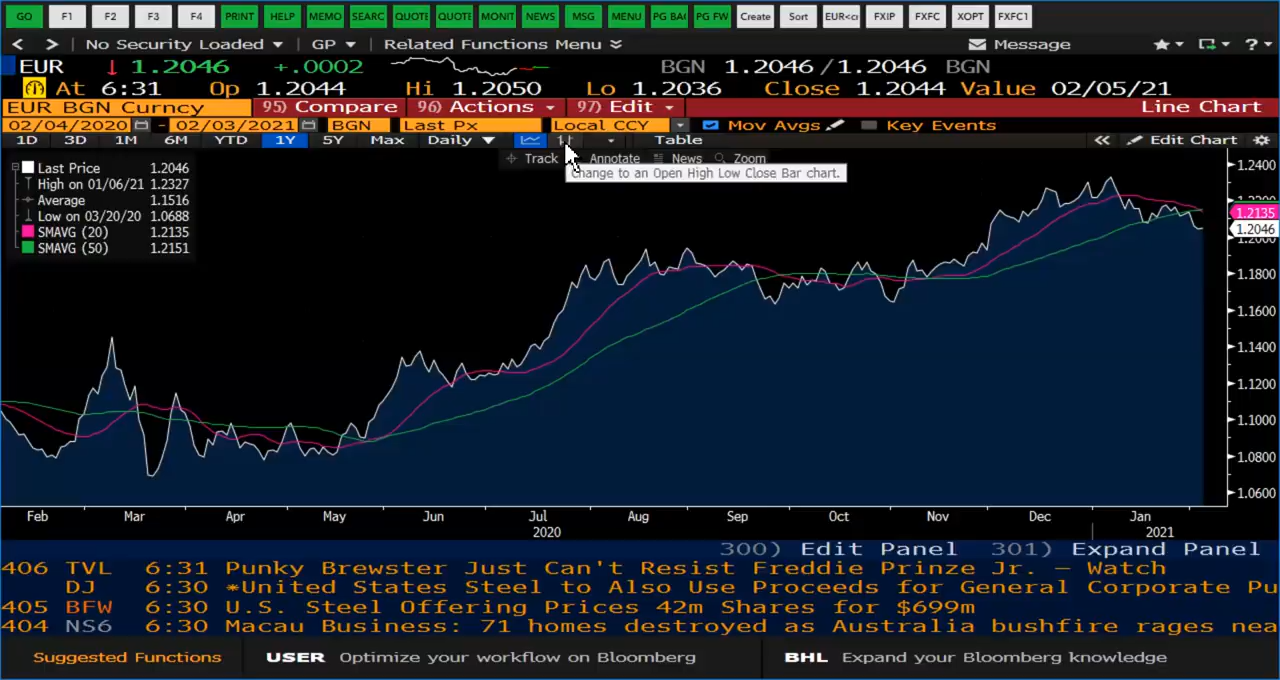 GO F1 F2 F3 F4 PRINT HELP MEMO SEARC QUOTE QUOTE MONIT NEWS MSG MENU PG BAC PG FW Create Sort EUR<cu FXIP FXFC XOPT FXFC1
< > No Security Loaded GP Related Functions Menu Message ?
EUR 1.2046 +.0002 BGN 1.2046/1.2046 BGN
At 6:31 Op 1.2044 Hi 1.2050 Lo 1.2036 Close 1.2044 Value 02/05/21
EUR BGN Curncy 95) Compare 96) Actions 97) Edit Line Chart
02/04/2020 - 02/03/2021 BGN Last Px Local CCY Mov Avgs Key Events
1D 3D 1M 6M YTD 1Y 5Y Max Daily Table « Edit Chart
Track Annotate News Zoom
Change to an Open High Low Close Bar chart.
Last Price 1.2046
High on 01/06/21 1.2327
Average 1.1516
Low on 03/20/20 1.0688
SMAVG (20) 1.2135
SMAVG (50) 1.2151
1.2400
1.2135
1.2046
1.2000
1.1800
1.1600
1.1400
1.1200
1.1000
1.0800
1.0600
Feb Mar Apr May Jun Jul Aug Sep Oct Nov Dec Jan
2020 2021
300) Edit Panel 301) Expand Panel
406 TVL 6:31 Punky Brewster Just Can't Resist Freddie Prinze Jr. — Watch
DJ 6:30 *United States Steel to Also Use Proceeds for General Corporate Pu
405 BFW 6:30 U.S. Steel Offering Prices 42m Shares for $699m
404 NS6 6:30 Macau Business: 71 homes destroyed as Australia bushfire rages nea
Suggested Functions USER Optimize your workflow on Bloomberg BHL Expand your Bloomberg knowledge